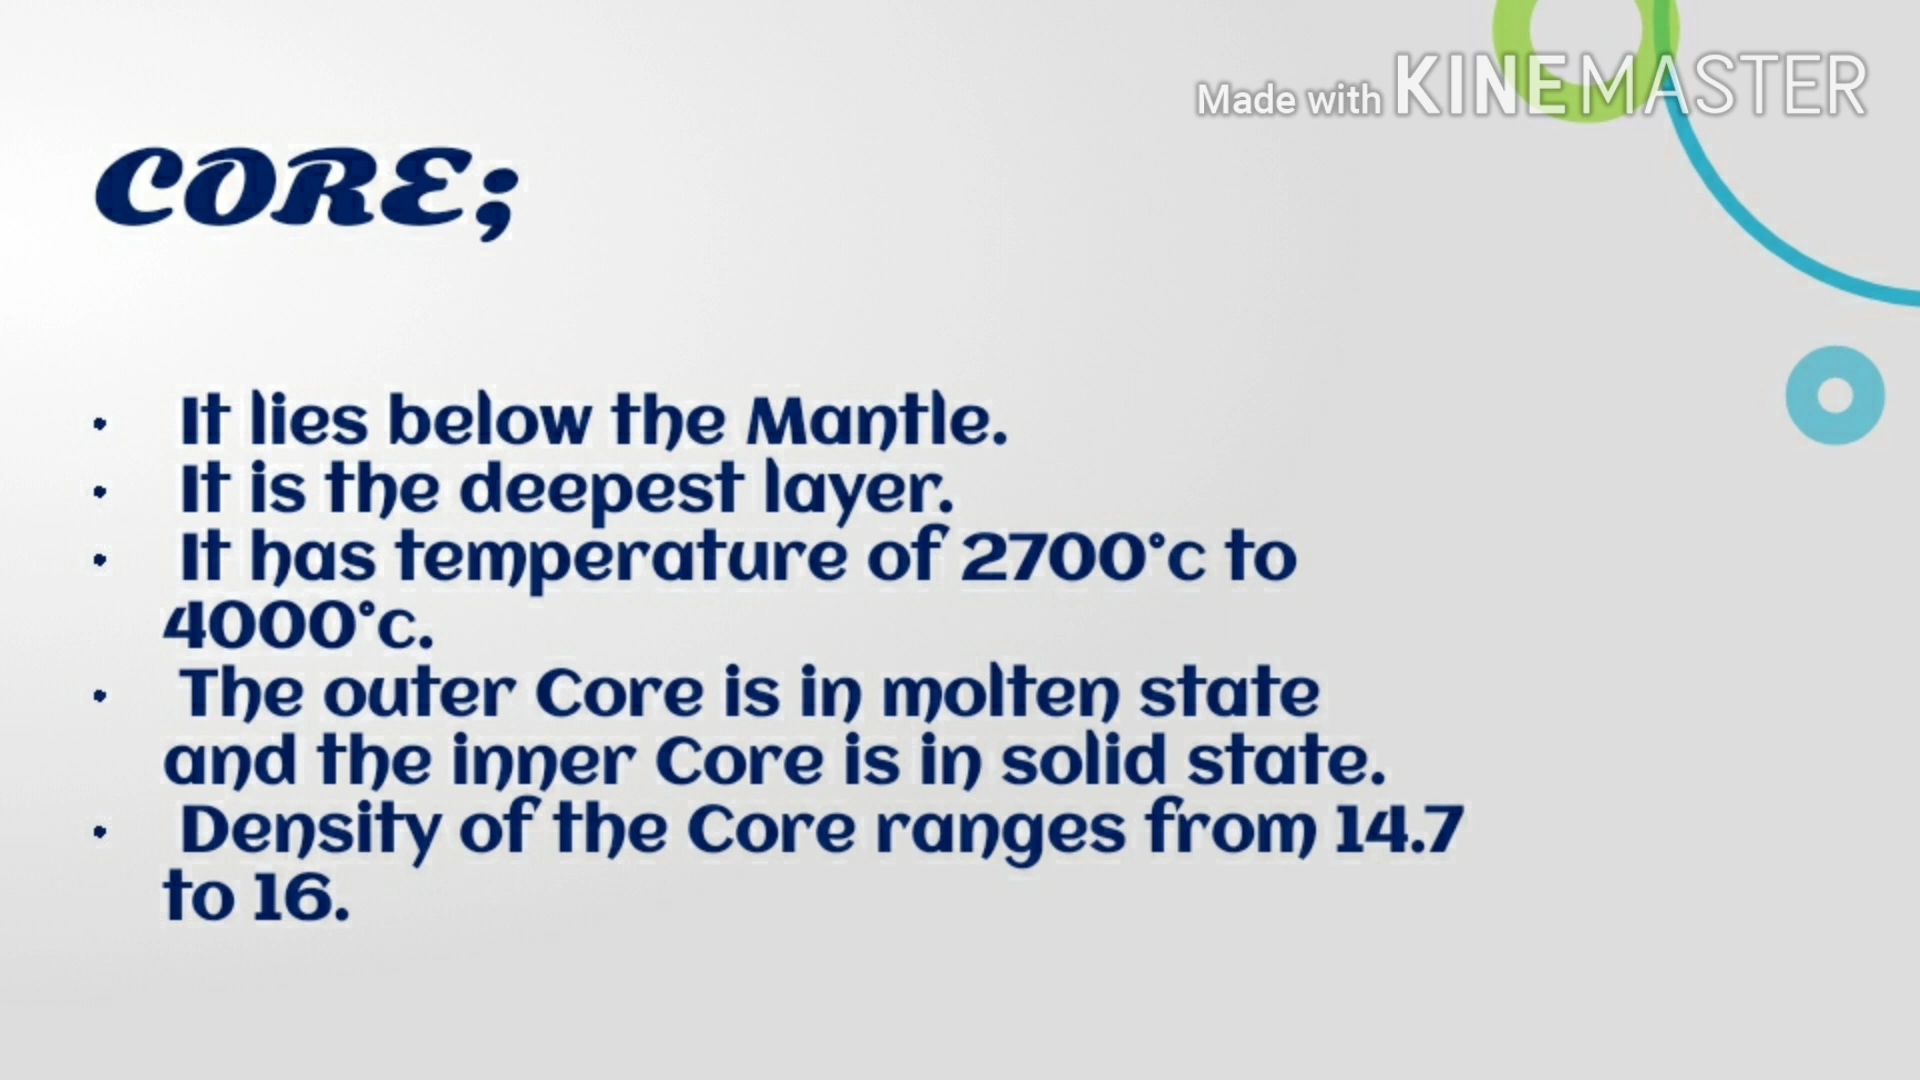 Made with KINEMASTER
CORE;
• It lies below the Mantle.
• It is the deepest layer.
• It has temperature of 2700°c to
4000°c.
• The outer Core is in molten state
and the inner Core is in solid state.
• Density of the Core ranges from 14.7
to 16.